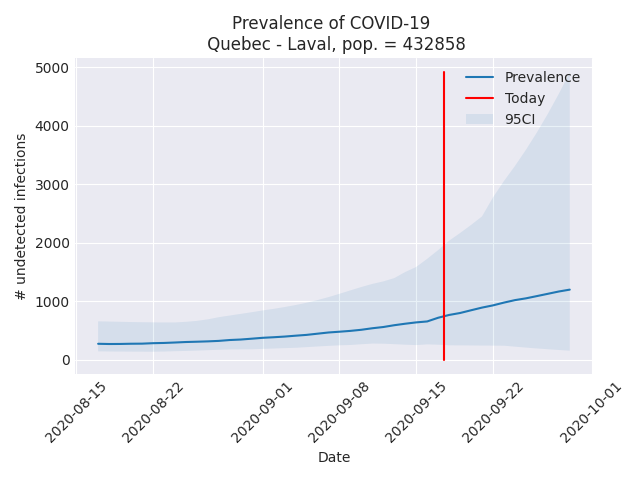 Prevalence of COVID-19
Quebec - Laval, pop. = 432858
# undetected infections
5000
4000
3000
2000
1000
0
Prevalence
Today
95CI
2020-08-15
2020-08-22
2020-09-01
2020-09-08
2020-09-15
2020-09-22
2020-10-01
Date